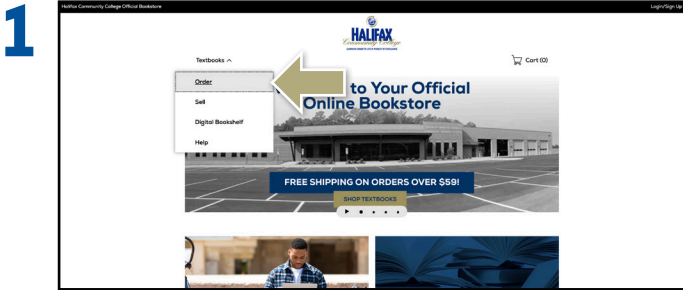 1
Halifax Community College Official Bookstore
Login/Sign Up
HALIFAX
Community College
Textbooks
Cart (0)
Order
Sell
Digital Bookshelf
Help
to Your Official
Online Bookstore
FREE SHIPPING ON ORDERS OVER $59!
SHOP TEXTBOOKS